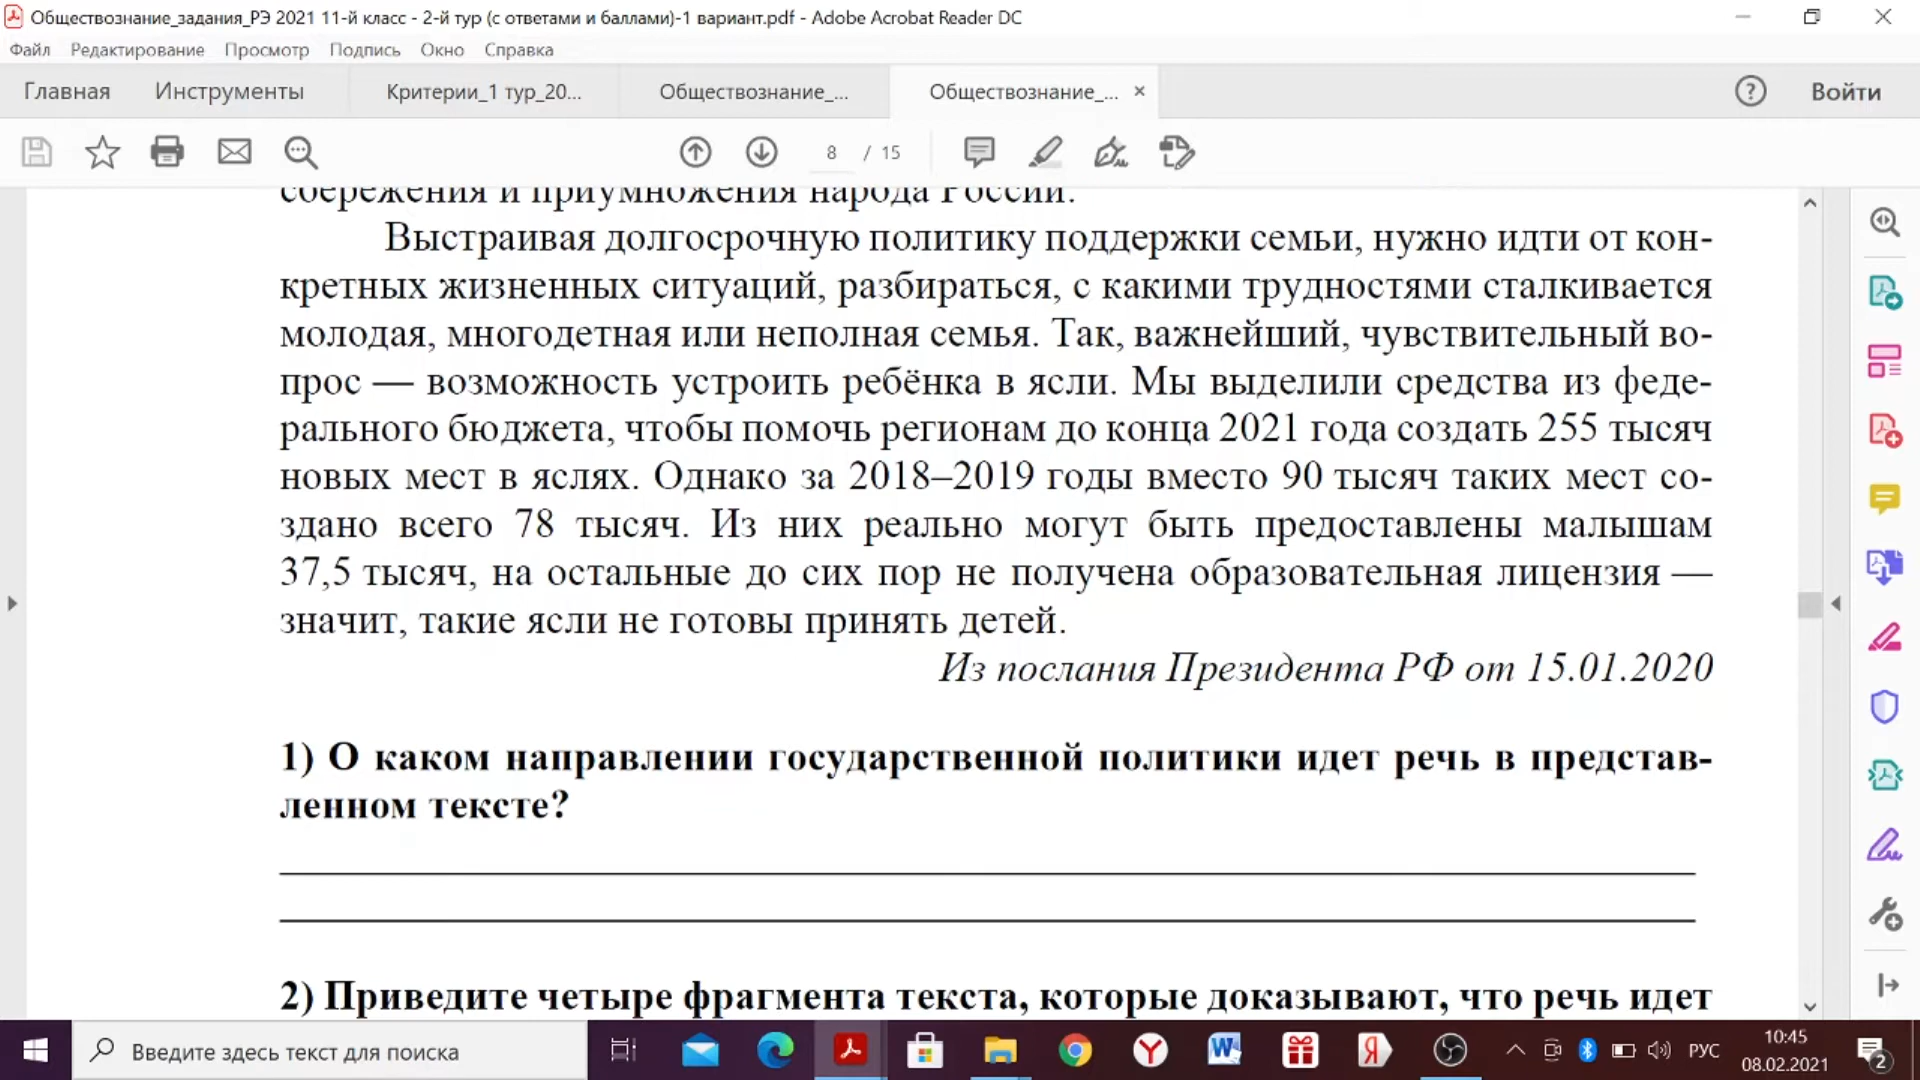 Обществознание_задания_РЭ 2021 11-й класс - 2-й тур (с ответами и баллами)-1 вариант.pdf - Adobe Acrobat Reader DC
Файл Редактирование Просмотр Подпись Окно Справка
Главная Инструменты Критерии_1 тур_20... Обществознание_... Обществознание_... × ? Войти
8 / 15
сбережения и приумножения народа России.
Выстраивая долгосрочную политику поддержки семьи, нужно идти от кон-
кретных жизненных ситуаций, разбираться, с какими трудностями сталкивается
молодая, многодетная или неполная семья. Так, важнейший, чувствительный во-
прос — возможность устроить ребёнка в ясли. Мы выделили средства из феде-
рального бюджета, чтобы помочь регионам до конца 2021 года создать 255 тысяч
новых мест в яслях. Однако за 2018–2019 годы вместо 90 тысяч таких мест со-
здано всего 78 тысяч. Из них реально могут быть предоставлены малышам
37,5 тысяч, на остальные до сих пор не получена образовательная лицензия —
значит, такие ясли не готовы принять детей.
Из послания Президента РФ от 15.01.2020
1) О каком направлении государственной политики идет речь в представ-
ленном тексте?
2) Приведите четыре фрагмента текста, которые доказывают, что речь идет
Введите здесь текст для поиска
РУС
10:45
08.02.2021
2